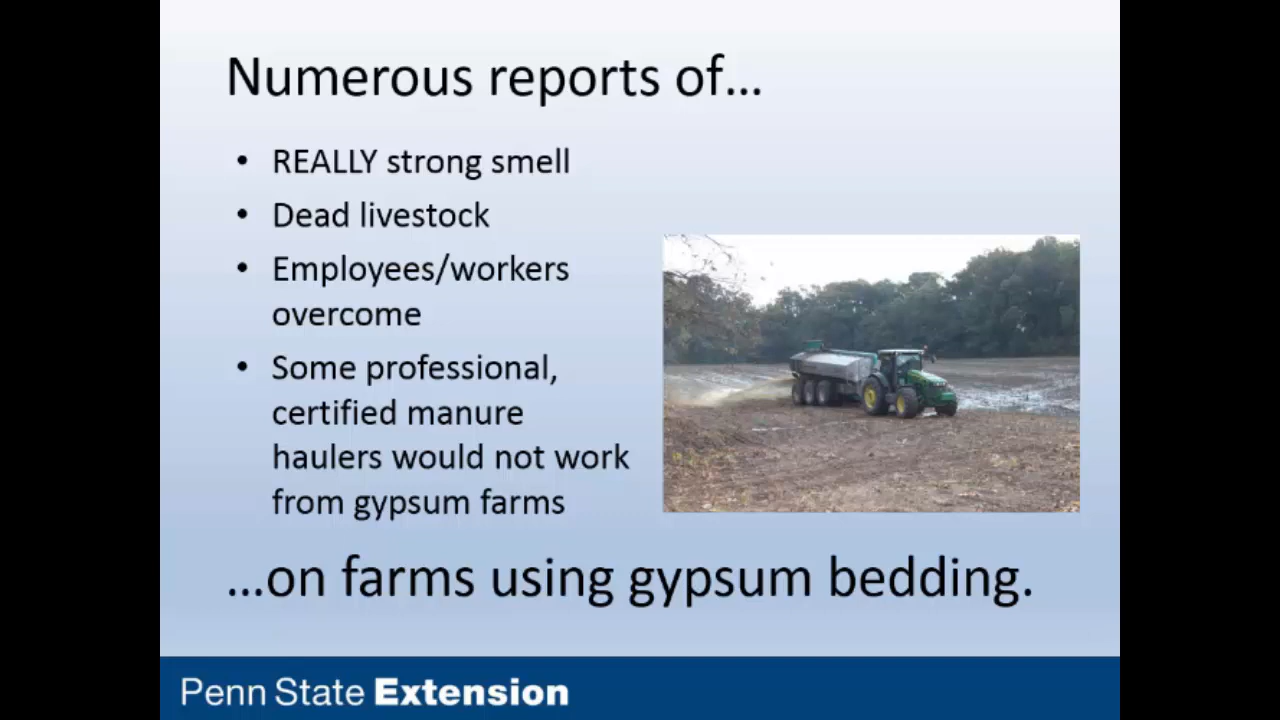 Numerous reports of...
• REALLY strong smell
• Dead livestock
• Employees/workers
overcome
• Some professional,
certified manure
haulers would not work
from gypsum farms
...on farms using gypsum bedding.
Penn State Extension